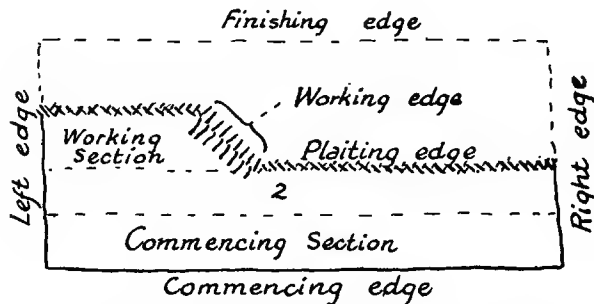 Finishing edge
Working edge
Left edge
Working
Section
Plaiting edge
Right edge
2
Commencing Section
Commencing edge